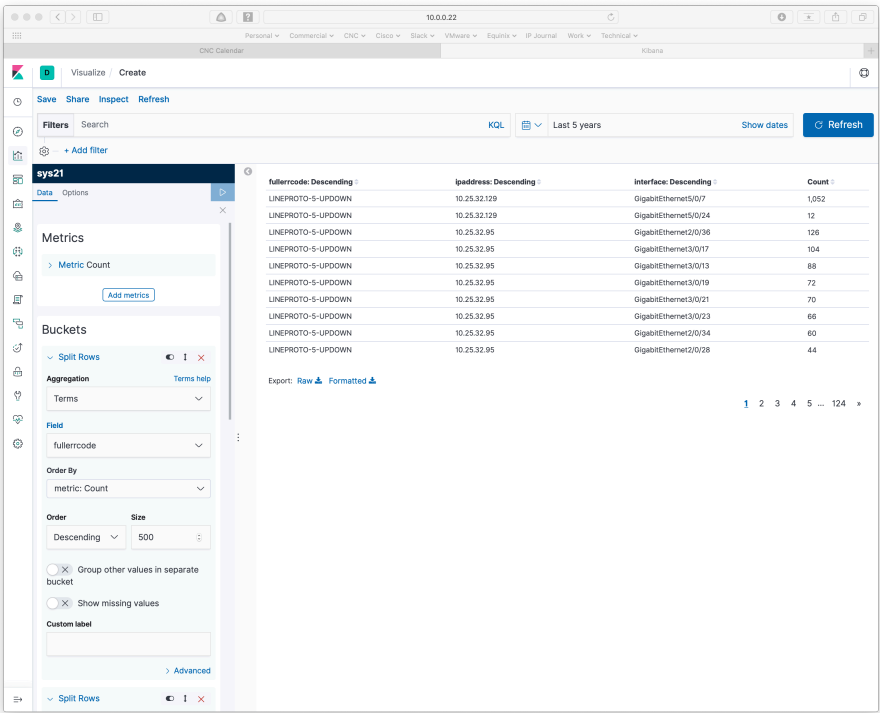 10.0.0.22
Personal Commercial CNC Cisco Slack VMware Equinix IP Journal Work Technical
CNC Calendar Kibana
D Visualize / Create
Save Share Inspect Refresh
Filters Search KQL Last 5 years Show dates Refresh
+ Add filter
sys21
Data Options
Metrics
Metric Count
Add metrics
Buckets
Split Rows
Aggregation Terms help
Terms
Field
fullerrcode
Order By
metric: Count
Order Size
Descending 500
Group other values in separate
bucket
Show missing values
Custom label
Advanced
Split Rows
fullerrcode: Descending ipaddress: Descending interface: Descending Count
LINEPROTO-5-UPDOWN 10.25.32.129 GigabitEthernet5/0/7 1,052
LINEPROTO-5-UPDOWN 10.25.32.129 GigabitEthernet5/0/24 12
LINEPROTO-5-UPDOWN 10.25.32.95 GigabitEthernet2/0/36 126
LINEPROTO-5-UPDOWN 10.25.32.95 GigabitEthernet3/0/17 104
LINEPROTO-5-UPDOWN 10.25.32.95 GigabitEthernet3/0/13 88
LINEPROTO-5-UPDOWN 10.25.32.95 GigabitEthernet3/0/19 72
LINEPROTO-5-UPDOWN 10.25.32.95 GigabitEthernet3/0/21 70
LINEPROTO-5-UPDOWN 10.25.32.95 GigabitEthernet3/0/23 66
LINEPROTO-5-UPDOWN 10.25.32.95 GigabitEthernet2/0/34 60
LINEPROTO-5-UPDOWN 10.25.32.95 GigabitEthernet2/0/28 44
Export: Raw Formatted
1 2 3 4 5 ... 124 »